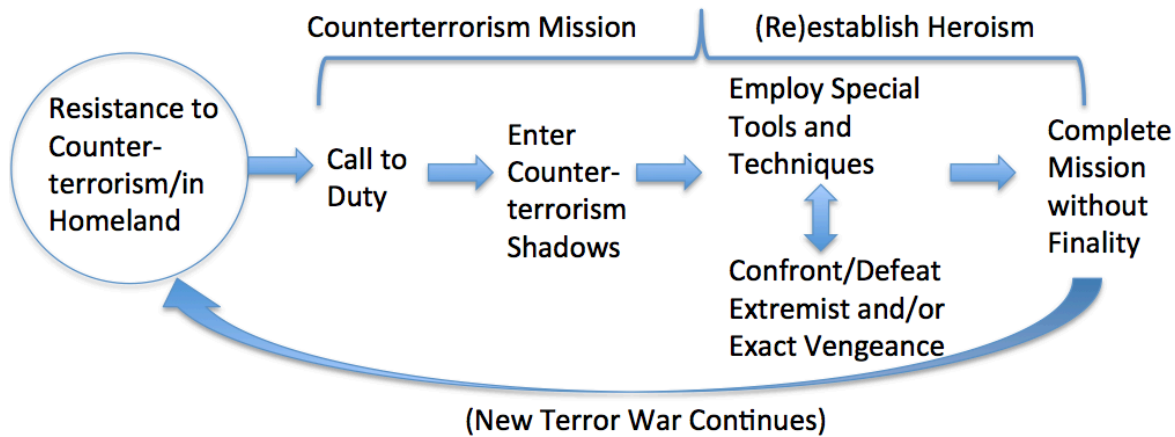 Counterterrorism Mission
(Re)establish Heroism
Resistance to
Counter-
terrorism/in
Homeland
Call to
Duty
Enter
Counter-
terrorism
Shadows
Employ Special
Tools and
Techniques
Confront/Defeat
Extremist and/or
Exact Vengeance
Complete
Mission
without
Finality
(New Terror War Continues)